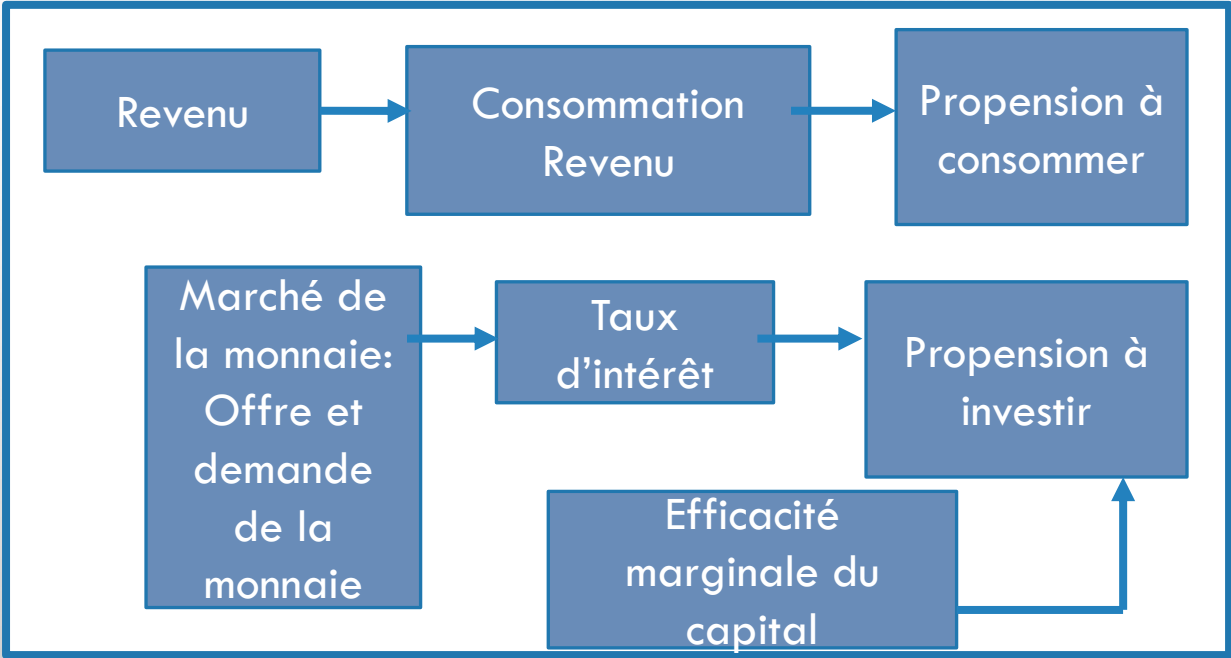 Revenu
Consommation
Revenu
Propension à
consommer
Marché de
la monnaie:
Offre et
demande
de la
monnaie
Taux
d'intérêt
Propension à
investir
Efficacité
marginale du
capital